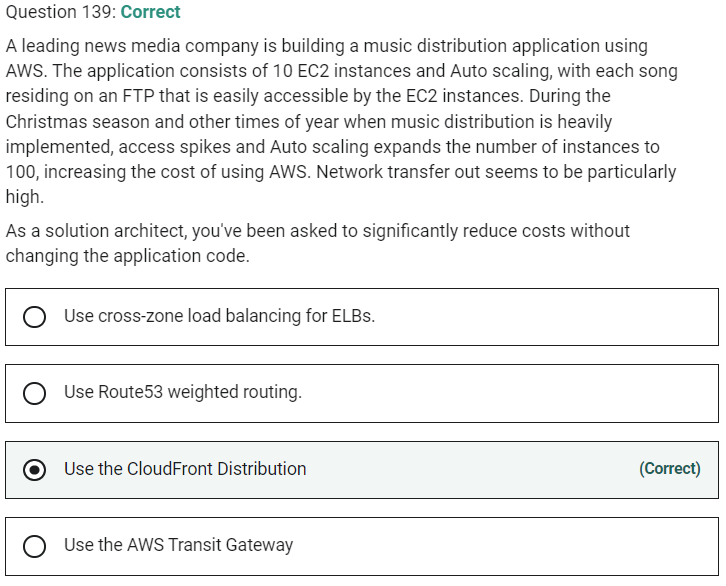 Question 139: Correct
A leading news media company is building a music distribution application using
AWS. The application consists of 10 EC2 instances and Auto scaling, with each song
residing on an FTP that is easily accessible by the EC2 instances. During the
Christmas season and other times of year when music distribution is heavily
implemented, access spikes and Auto scaling expands the number of instances to
100, increasing the cost of using AWS. Network transfer out seems to be particularly
high.
As a solution architect, you've been asked to significantly reduce costs without
changing the application code.
Use cross-zone load balancing for ELBs.
Use Route53 weighted routing.
Use the CloudFront Distribution (Correct)
Use the AWS Transit Gateway